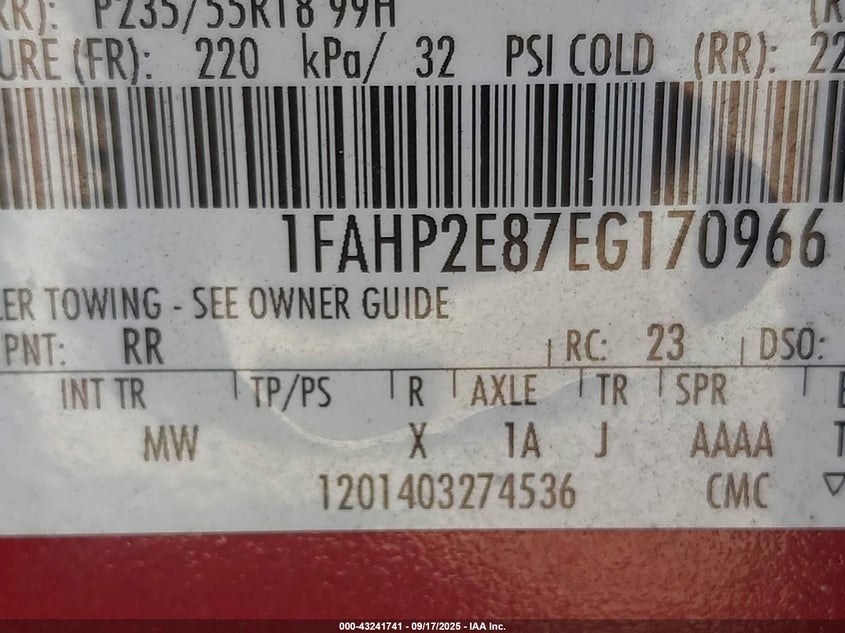 RR): P235/55R18 99H (R
URE (FR): 220 kPa/ 32 PSI COLD (RR): 22
1FAHP2E87EG170966
LER TOWING - SEE OWNER GUIDE
PNT: RR RC: 23 DSO:
INT TR TP/PS R AXLE TR SPR
MW X 1A J AAAA T
1201403274536 CMC
000-43241741 - 09/17/2025 - IAA Inc.